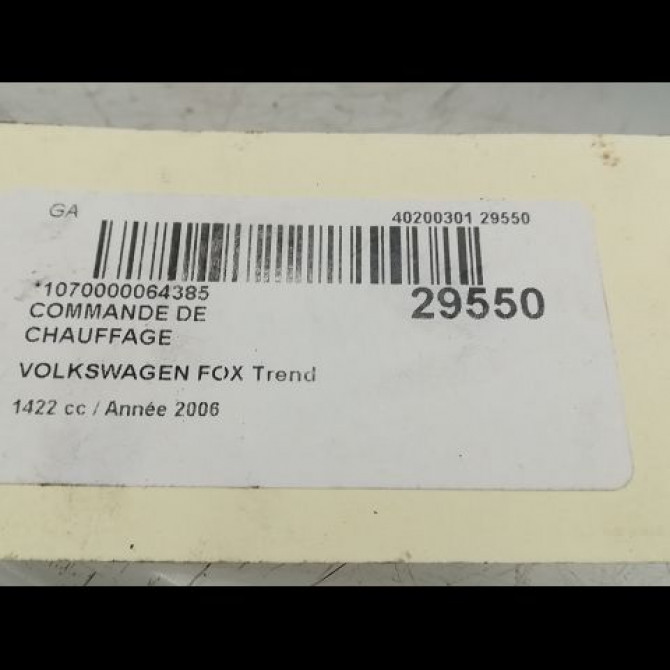 GA
40200301 29550
*1070000064385
29550
COMMANDE DE
CHAUFFAGE
VOLKSWAGEN FOX Trend
1422 cc / Année 2006